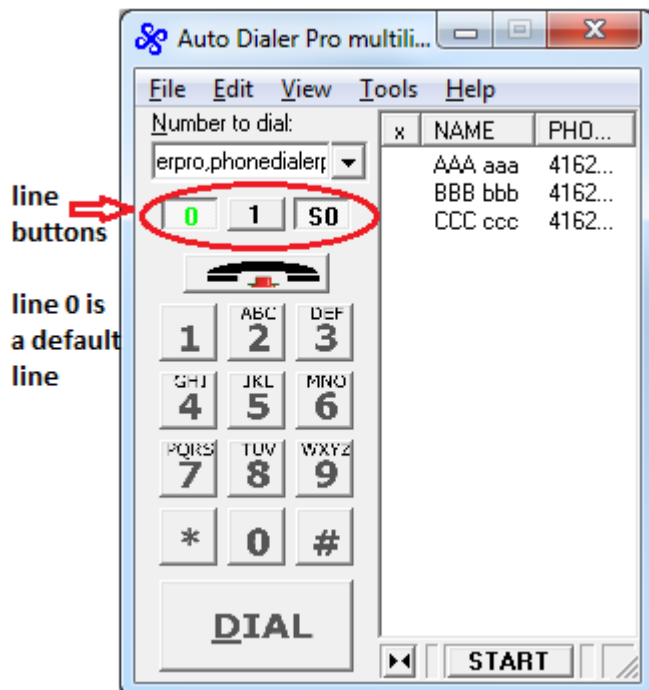 Auto Dialer Pro multili...
File Edit View Tools Help
Number to dial:
erpro,phonedialerp
line
buttons
0 1 S0
line 0 is
a default
line
1 ABC 2 DEF 3
GHI 4 JKL 5 MNO 6
PQRS 7 TUV 8 WXYZ 9
* 0 #
DIAL
x NAME PHO...
AAA aaa 4162...
BBB bbb 4162...
CCC ccc 4162...
START